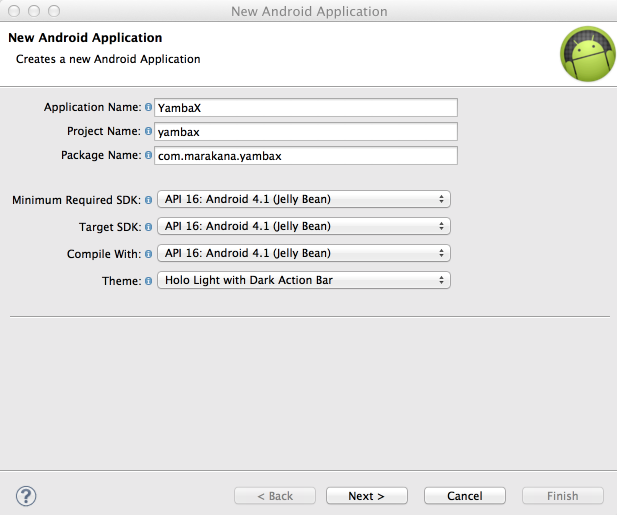 New Android Application
New Android Application
Creates a new Android Application
Application Name: YambaX
Project Name: yambax
Package Name: com.marakana.yambax
Minimum Required SDK: API 16: Android 4.1 (Jelly Bean)
Target SDK: API 16: Android 4.1 (Jelly Bean)
Compile With: API 16: Android 4.1 (Jelly Bean)
Theme: Holo Light with Dark Action Bar
? < Back Next > Cancel Finish